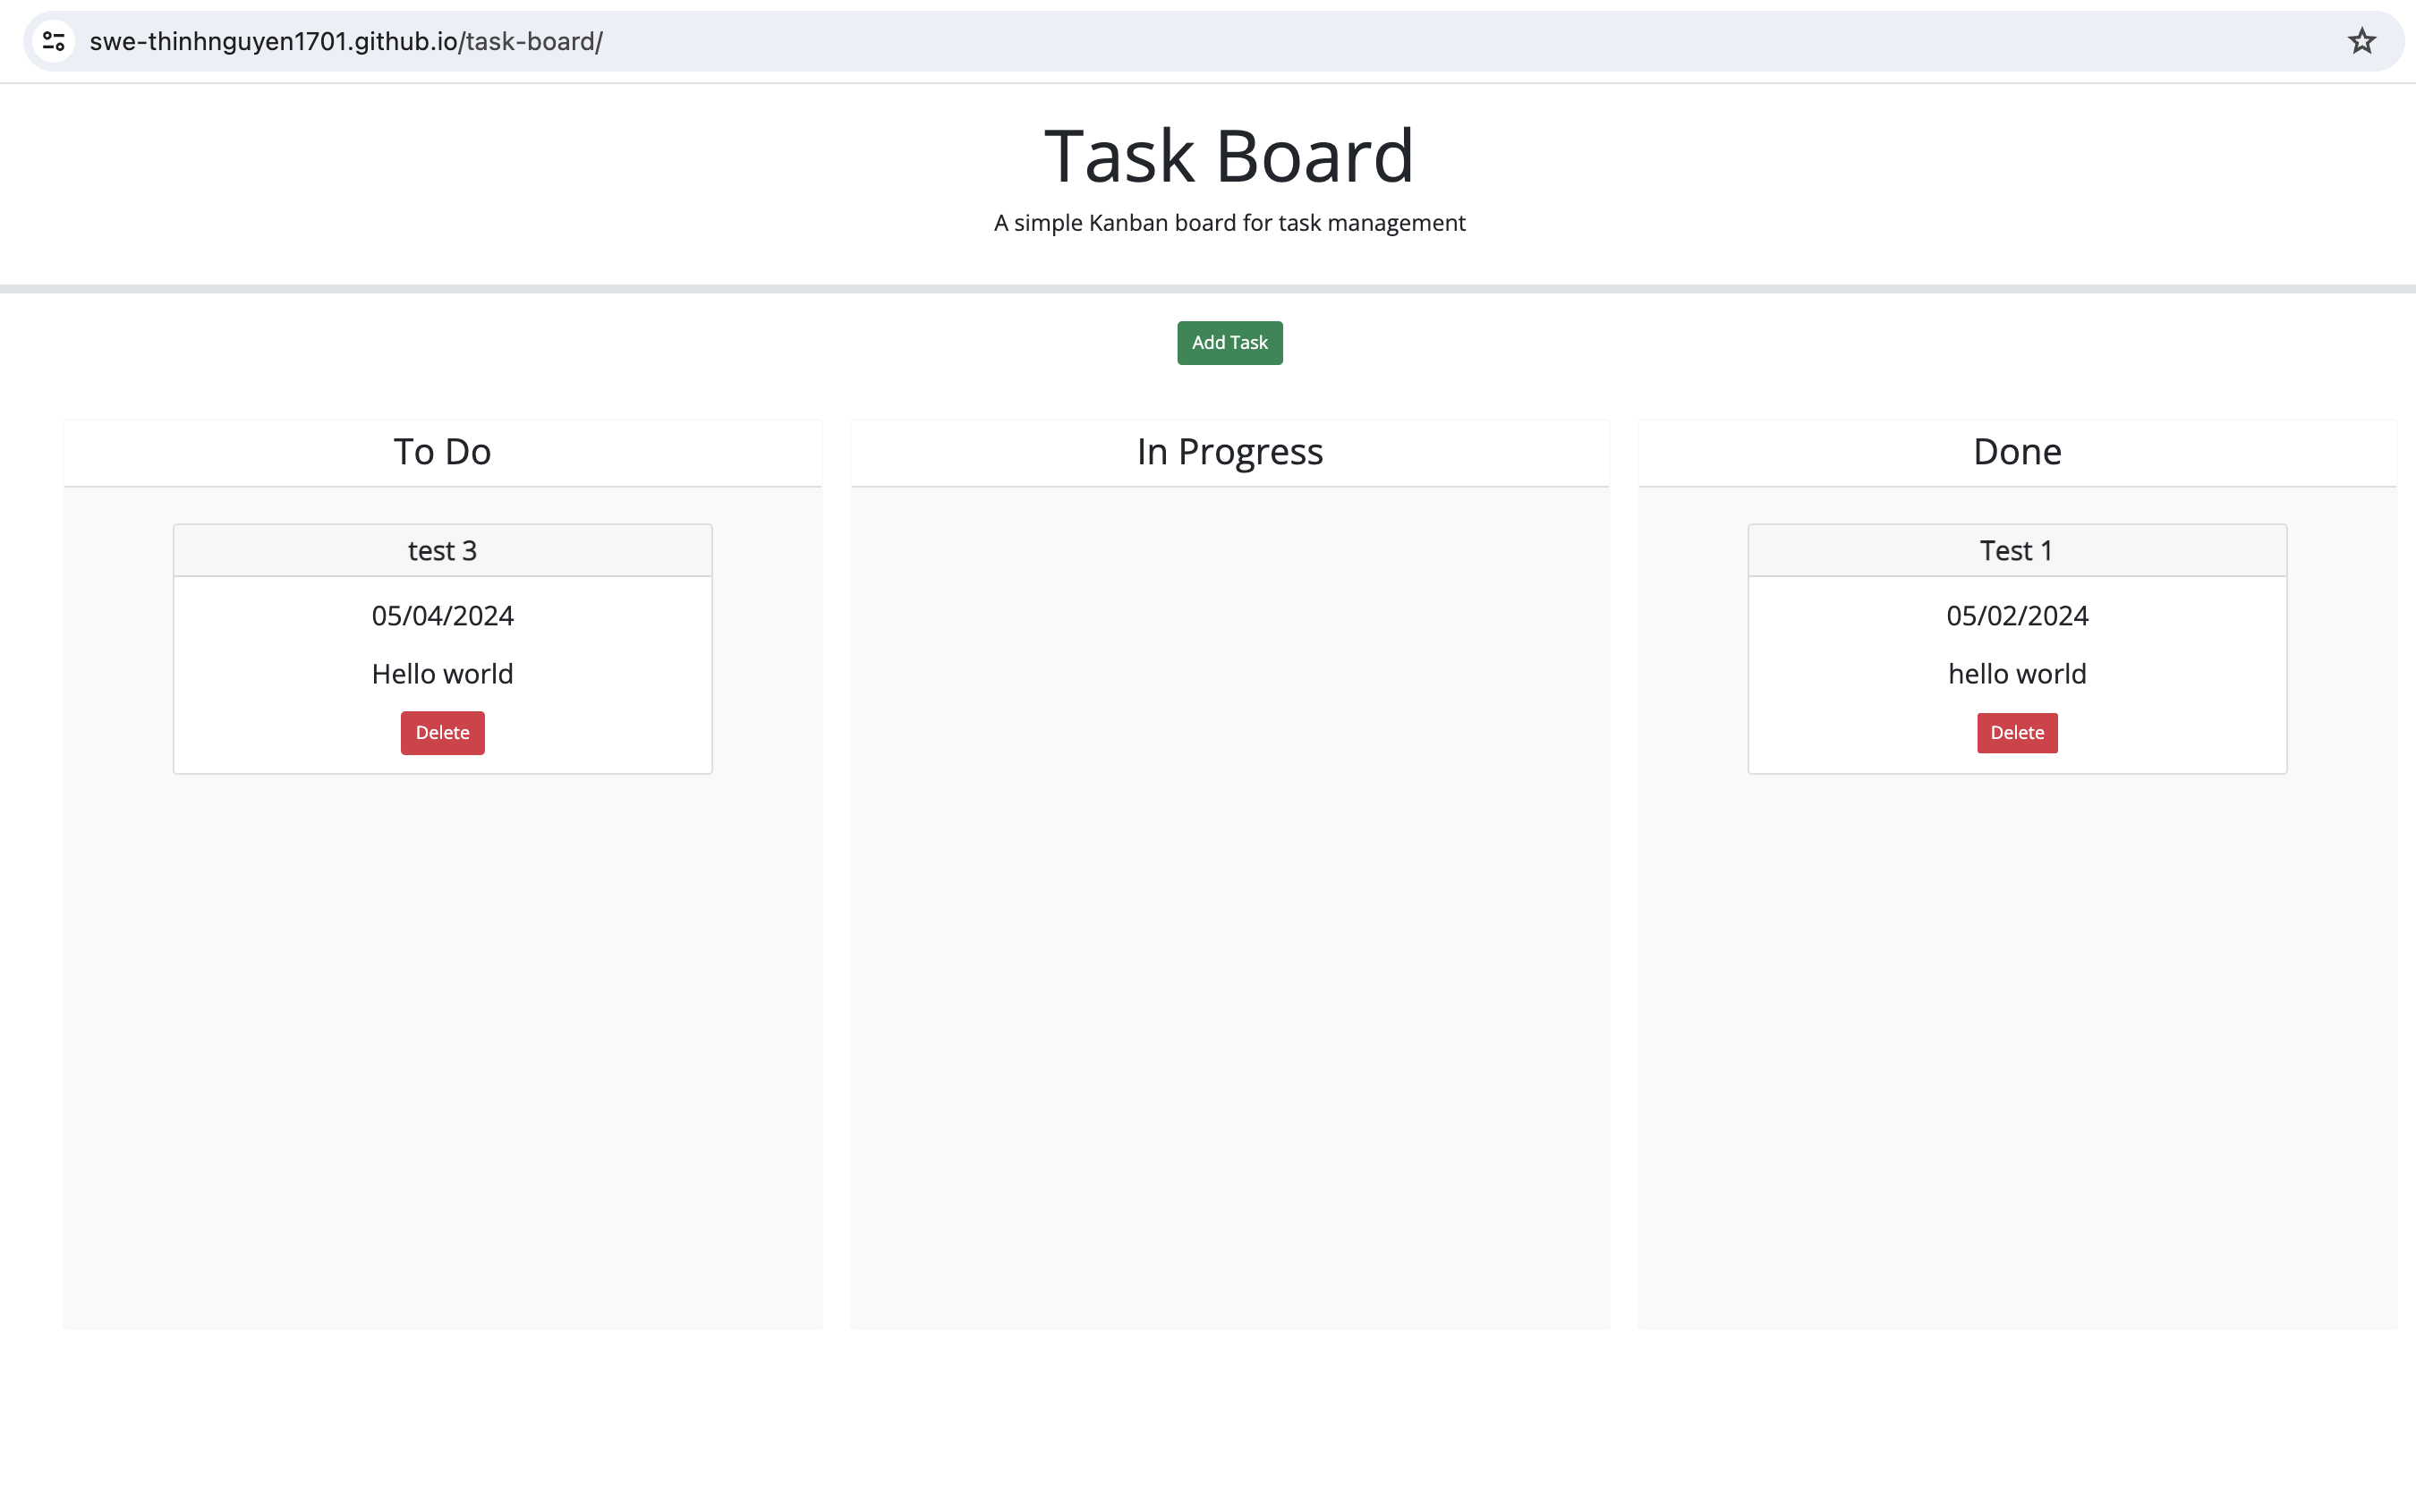 swe-thinhnguyen1701.github.io/task-board/
Task Board
A simple Kanban board for task management
Add Task
To Do
test 3
05/04/2024
Hello world
Delete
In Progress
Done
Test 1
05/02/2024
hello world
Delete